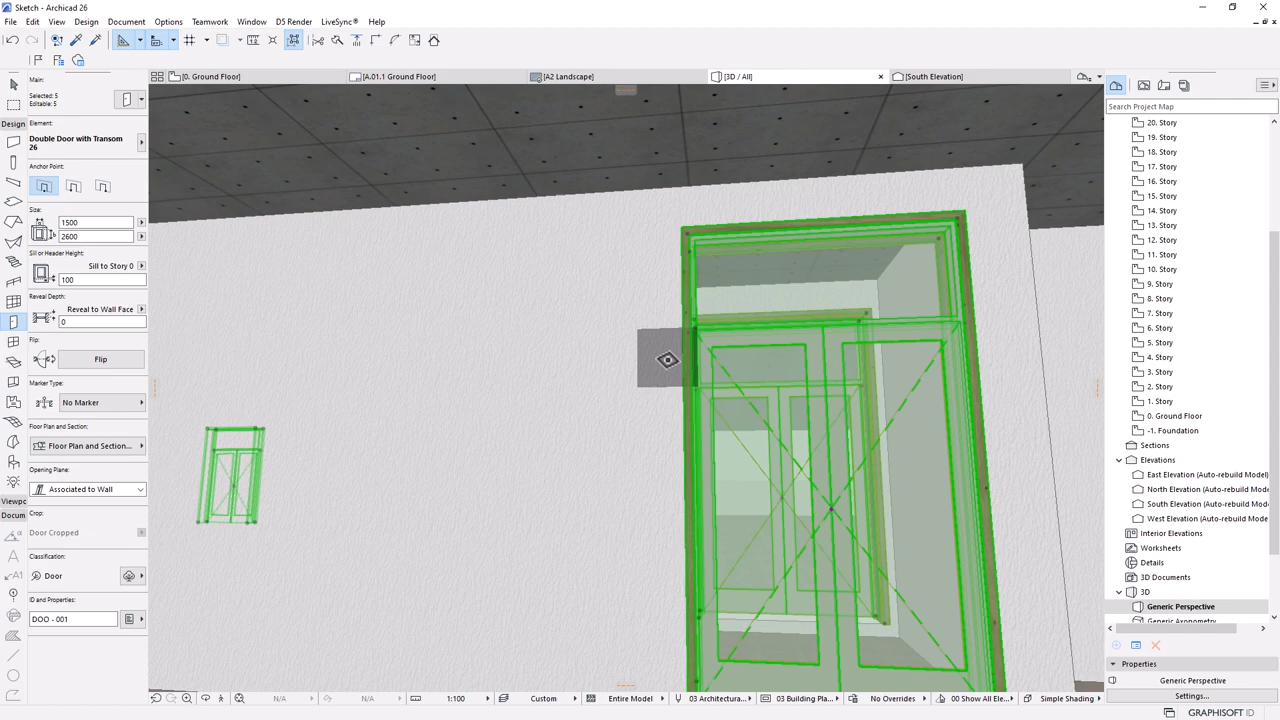 Sketch - Archicad 26
File Edit View Design Document Options Teamwork Window D5 Render LiveSync® Help
Main:
Selected: 5
Editable: 5
[0. Ground Floor] [A.01.1 Ground Floor] [A2 Landscape] [3D / All] [South Elevation]
Design
Element:
Double Door with Transom
26
Anchor Point:
Size:
1500
2600
Sill or Header Height:
Sill to Story 0
100
Reveal Depth:
Reveal to Wall Face
0
Flip:
Flip
Marker Type:
No Marker
Floor Plan and Section:
Floor Plan and Section...
Opening Plane:
Viewpc
Associated to Wall
Docum
Crop:
Door Cropped
Classification:
Door
ID and Properties:
DOO - 001
Search Project Map
20. Story
19. Story
18. Story
17. Story
16. Story
15. Story
14. Story
13. Story
12. Story
11. Story
10. Story
9. Story
8. Story
7. Story
6. Story
5. Story
4. Story
3. Story
2. Story
1. Story
0. Ground Floor
-1. Foundation
Sections
Elevations
East Elevation (Auto-rebuild Model
North Elevation (Auto-rebuild Mode
South Elevation (Auto-rebuild Mode
West Elevation (Auto-rebuild Mode
Interior Elevations
Worksheets
Details
3D Documents
3D
Generic Perspective
Generic Axonometry
Properties
Generic Perspective
Settings...
N/A N/A 1:100 Custom Entire Model 03 Architectura... 03 Building Pla... No Overrides 00 Show All Ele... Simple Shading
GRAPHISOFT ID